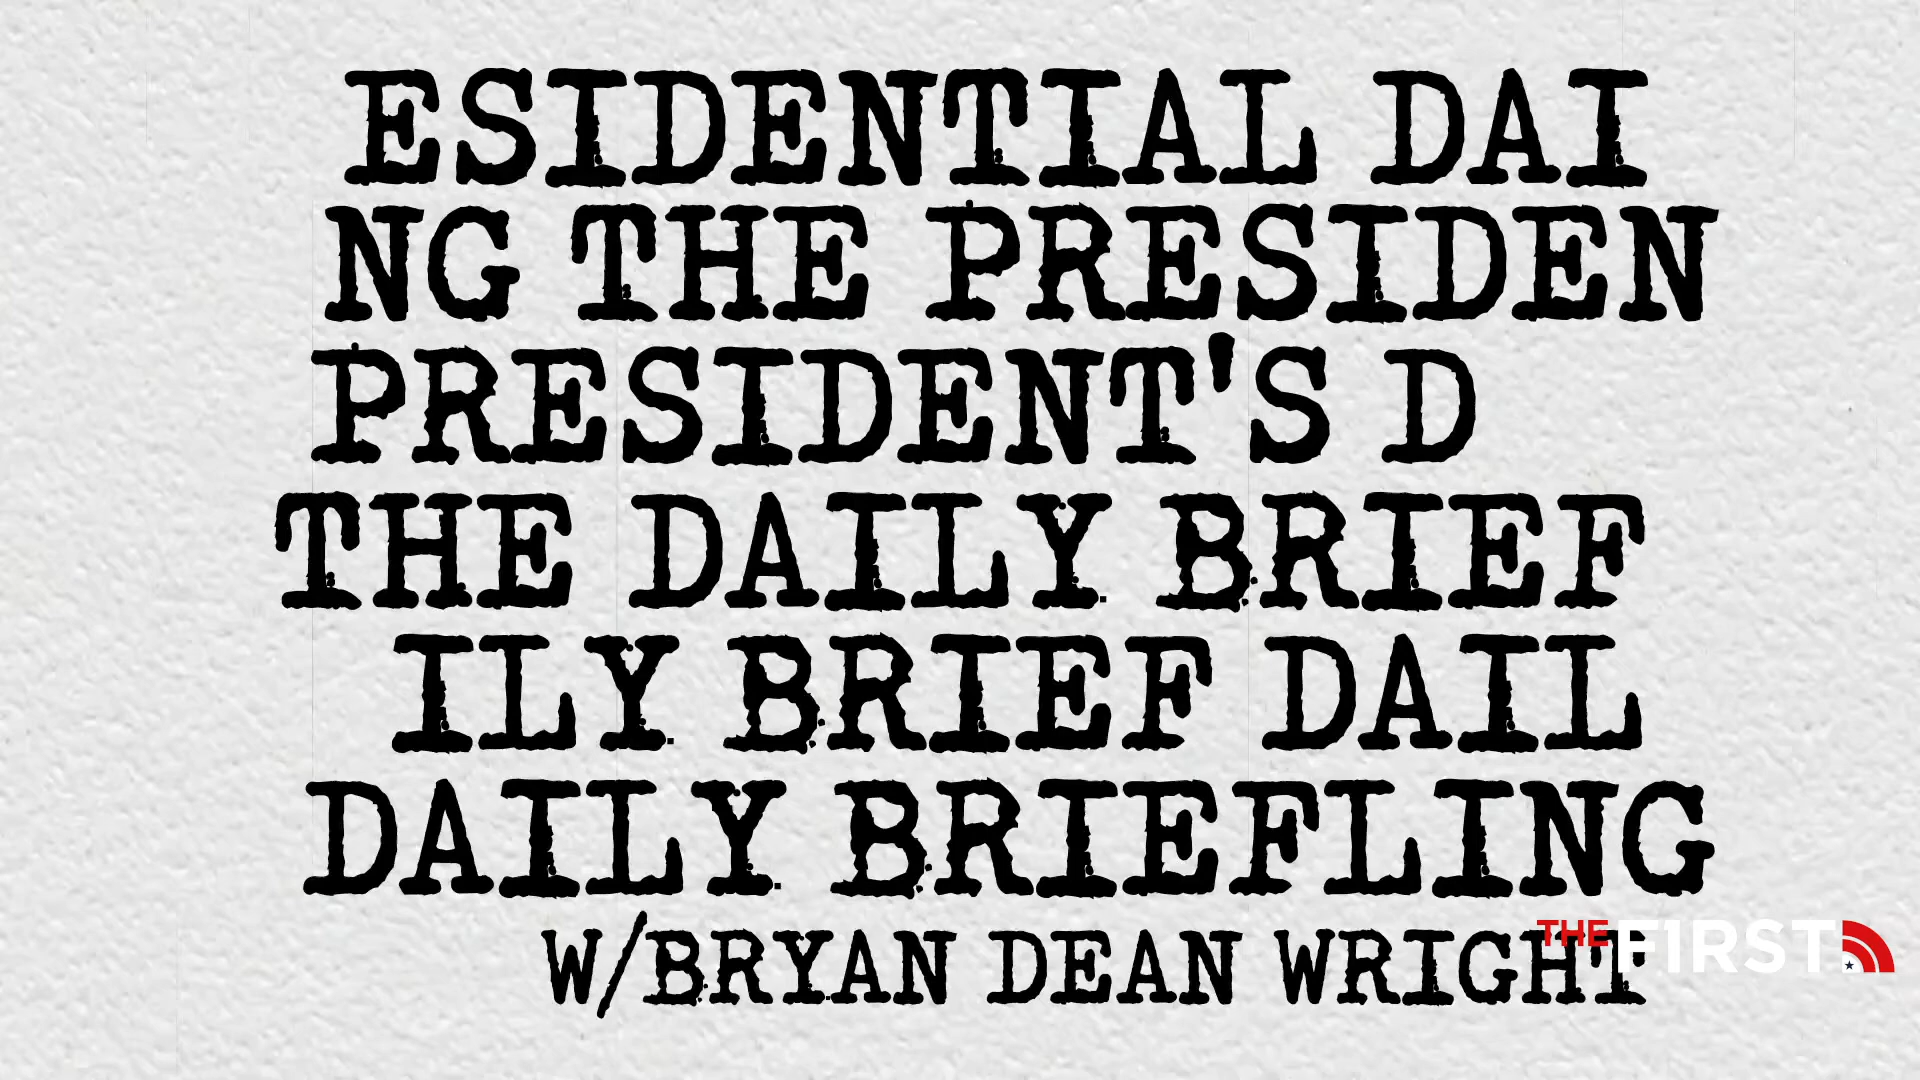 ESIDENTIAL DAI
NG THE PRESIDEN
PRESIDENT'S D
THE DAILY BRIEF
ILY BRIEF DAIL
DAILY BRIEFLING
W/BRYAN DEAN WRIGHT
THE FIRST